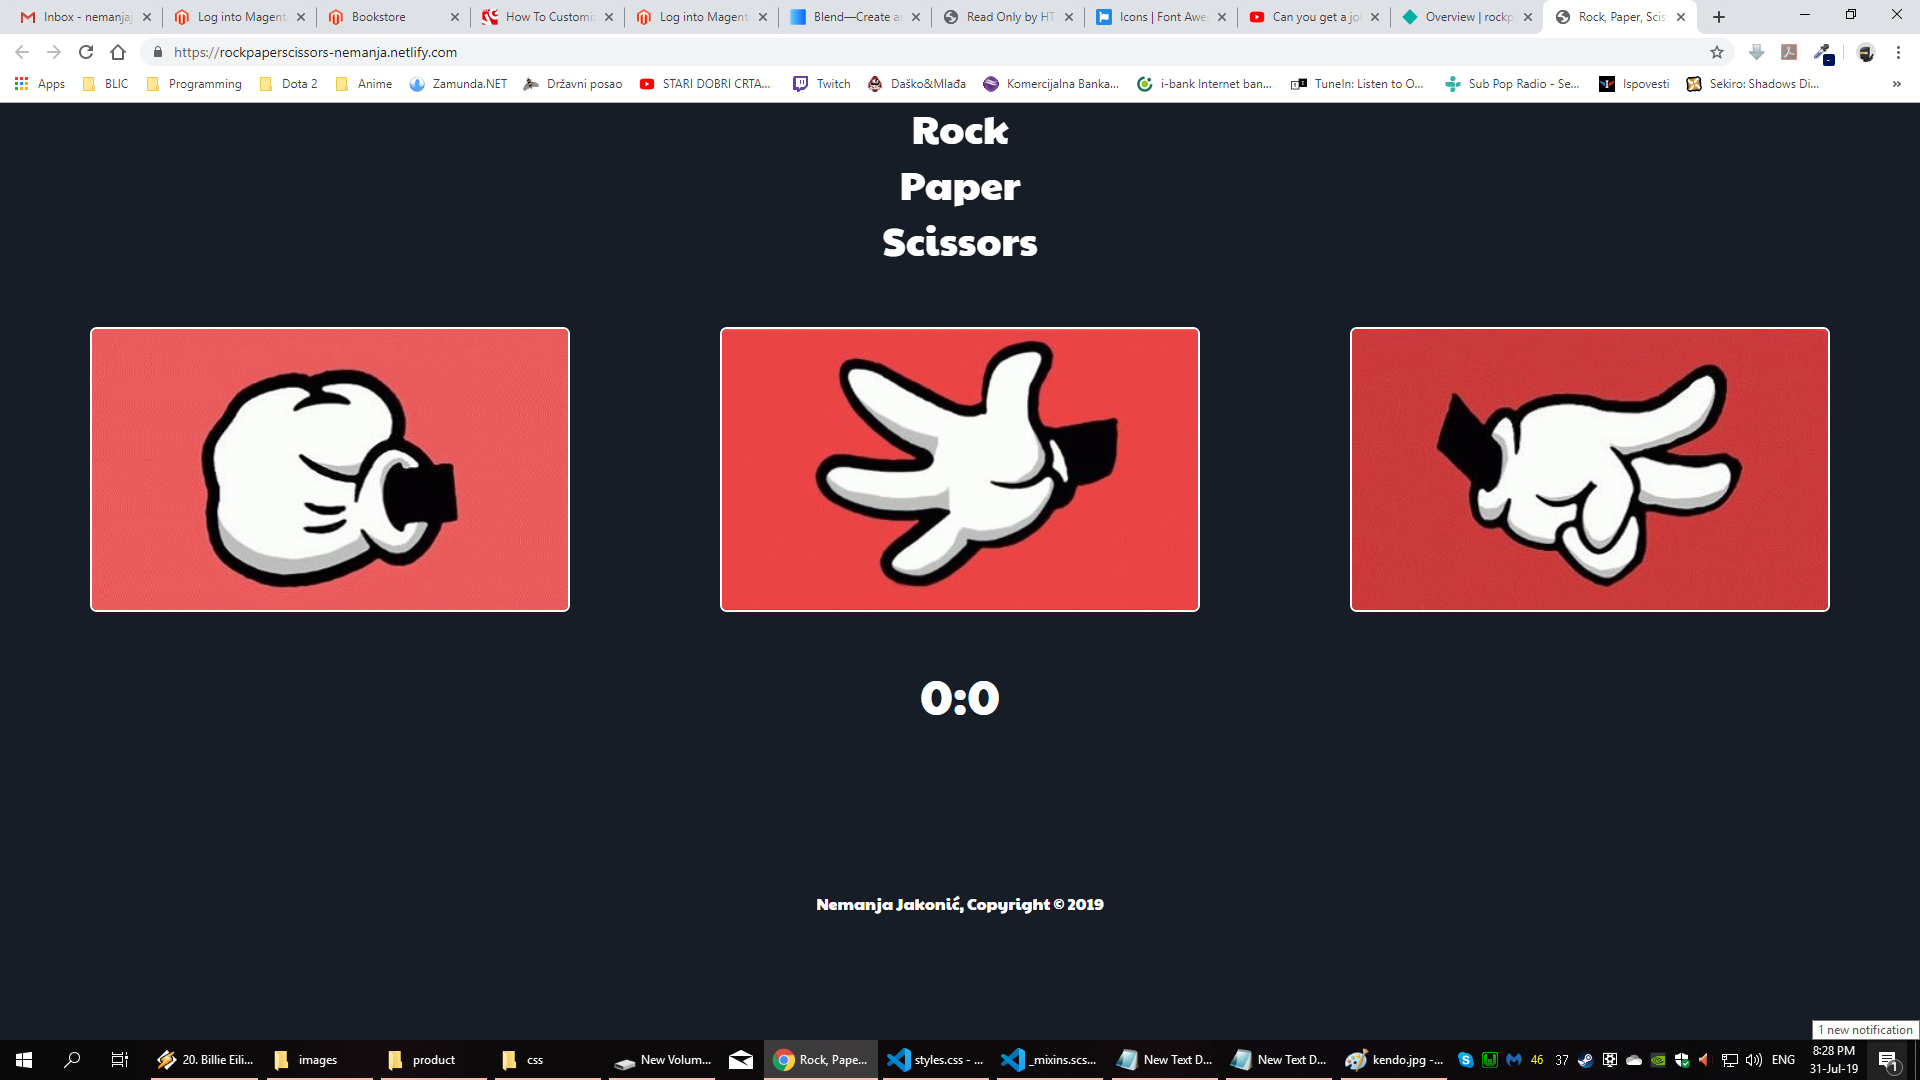 Inbox - nemanjaj
Log into Magent
Bookstore
How To Customi
Log into Magent
Blend—Create a
Read Only by HT
Icons | Font Awe
Can you get a jo
Overview | rockp
Rock, Paper, Scis
https://rockpaperscissors-nemanja.netlify.com
Apps
BLIC
Programming
Dota 2
Anime
Zamunda.NET
Državni posao
STARI DOBRI CRTA...
Twitch
Daško&Mlađa
Komercijalna Banka...
i-bank Internet ban...
TuneIn: Listen to O...
Sub Pop Radio - Se...
Ispovesti
Sekiro: Shadows Di...
Rock
Paper
Scissors
0:0
Nemanja Jakonić, Copyright © 2019
1 new notification
20. Billie Eili...
images
product
css
New Volum...
Rock, Pape...
styles.css - ...
_mixins.scs...
New Text D...
New Text D...
kendo.jpg -...
46
37
ENG
8:28 PM
31-Jul-19
1